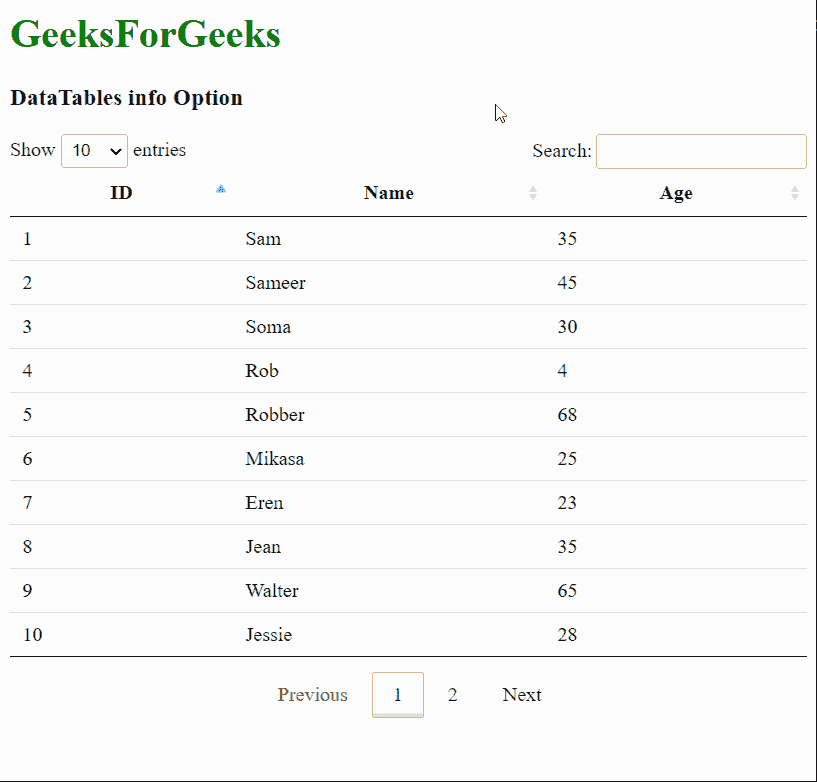 GeeksForGeeks
DataTables info Option
Show 10 entries Search:
ID Name Age
1 Sam 35
2 Sameer 45
3 Soma 30
4 Rob 4
5 Robber 68
6 Mikasa 25
7 Eren 23
8 Jean 35
9 Walter 65
10 Jessie 28
Previous 1 2 Next